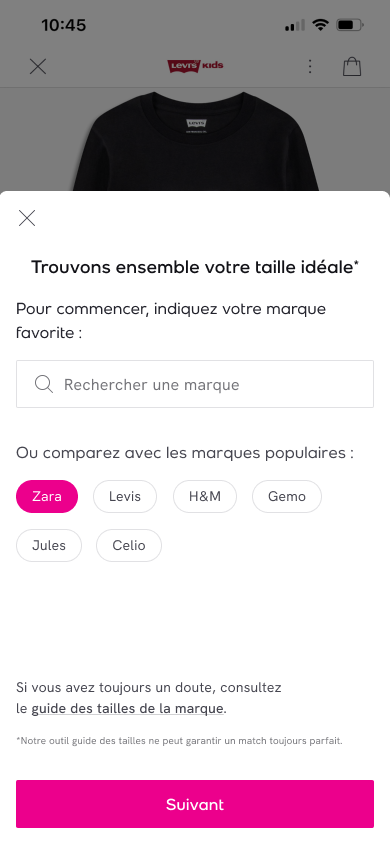 10:45
LEVI'S KIDS
LEVI'S
Trouvons ensemble votre taille idéale*
Pour commencer, indiquez votre marque
favorite :
Rechercher une marque
Ou comparez avec les marques populaires :
Zara Levis H&M Gemo
Jules Celio
Si vous avez toujours un doute, consultez
le guide des tailles de la marque.
*Notre outil guide des tailles ne peut garantir un match toujours parfait.
Suivant